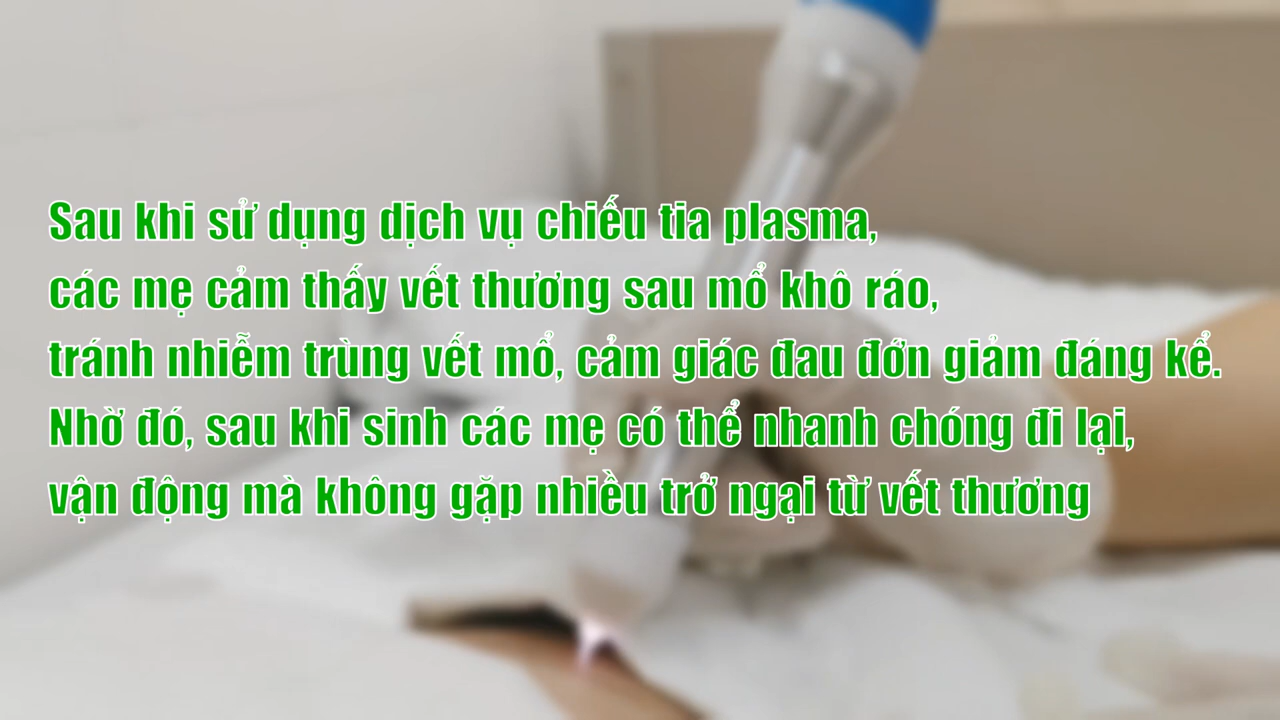 Sau khi sử dụng dịch vụ chiếu tia plasma,
các mẹ cảm thấy vết thương sau mổ khô ráo,
tránh nhiễm trùng vết mổ, cảm giác đau đớn giảm đáng kể.
Nhờ đó, sau khi sinh các mẹ có thể nhanh chóng đi lại,
vận động mà không gặp nhiều trở ngại từ vết thương